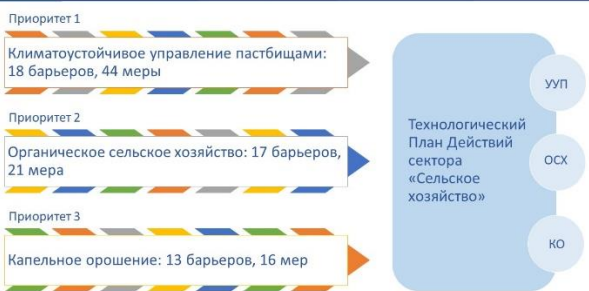 Приоритет 1
Климатоустойчивое управление пастбищами:
18 барьеров, 44 меры
Приоритет 2
Органическое сельское хозяйство: 17 барьеров,
21 мера
Приоритет 3
Капельное орошение: 13 барьеров, 16 мер
Технологический
План Действий
сектора
«Сельское
хозяйство»
УУП
ОСХ
КО